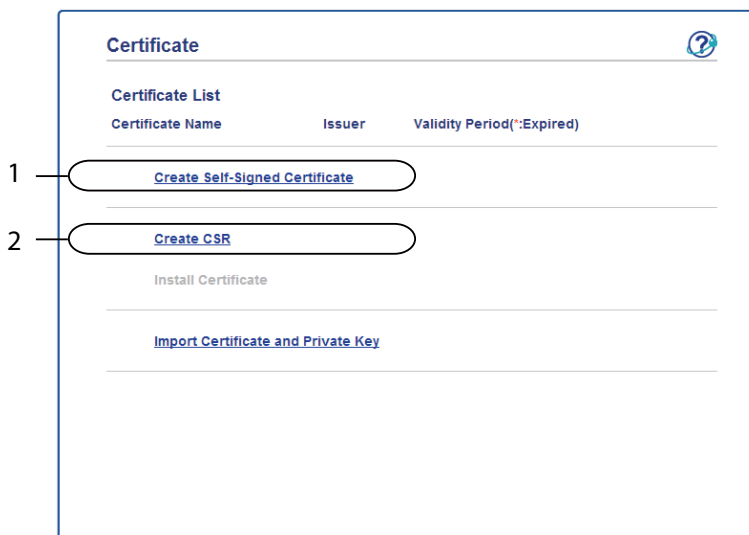 Certificate
?
Certificate List
Certificate Name Issuer Validity Period(*:Expired)
1 Create Self-Signed Certificate
2 Create CSR
Install Certificate
Import Certificate and Private Key